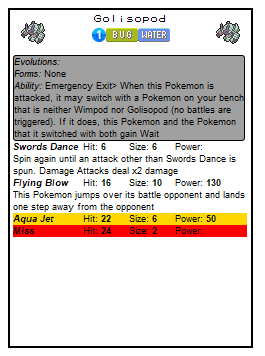 Golisopod
1 BUG WATER
Evolutions:
Forms: None
Ability: Emergency Exit> When this Pokemon is
attacked, it may switch with a Pokemon on your bench
that is neither Wimpod nor Golisopod (no battles are
triggered). If it does, this Pokemon and the Pokemon
that it switched with both gain Wait
Swords Dance Hit: 6 Size: 6 Power:
Spin again until an attack other than Swords Dance is
spun. Damage Attacks deal x2 damage
Flying Blow Hit: 16 Size: 10 Power: 130
This Pokemon jumps over its battle opponent and lands
one step away from the opponent
Aqua Jet Hit: 22 Size: 6 Power: 50
Miss Hit: 24 Size: 2 Power: